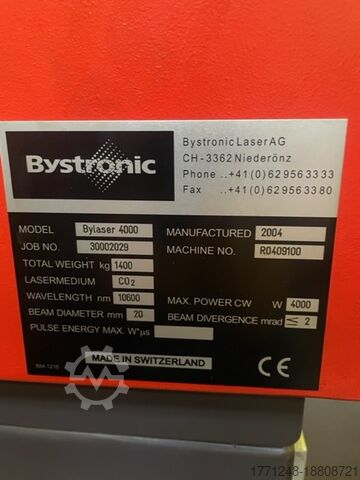 Bystronic
Bystronic Laser AG
CH-3362 Niederönz
Phone ..+41(0)629563333
Fax ..+41(0)629563380
MODEL Bylaser 4000 MANUFACTURED 2004
JOB NO. 30002029 MACHINE NO. R0409100
TOTAL WEIGHT kg 1400
LASERMEDIUM CO₂
WAVELENGTH nm 10600 MAX. POWER CW W 4000
BEAM DIAMETER mm 20 BEAM DIVERGENCE mrad ≤ 2
PULSE ENERGY MAX. W*µs
MADE IN SWITZERLAND CE
1771248-18808721